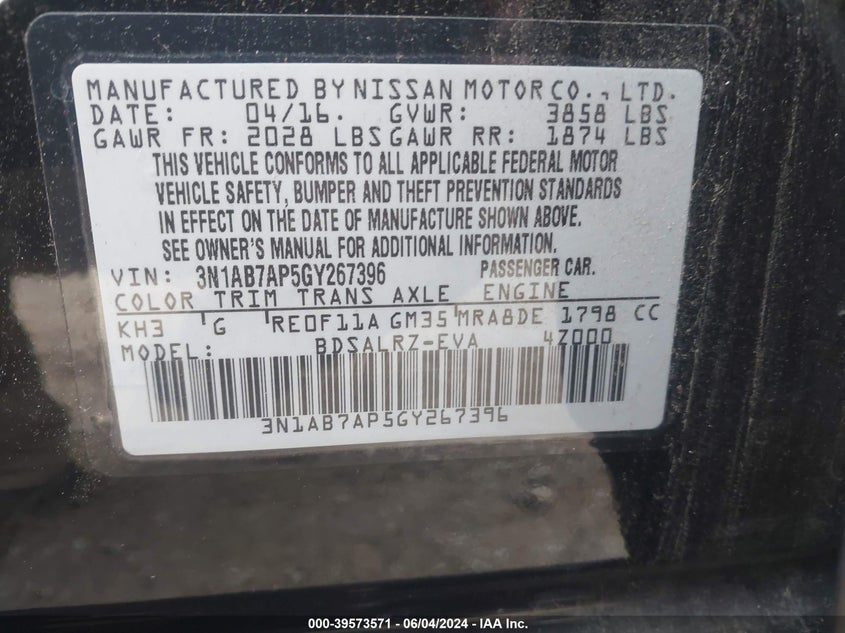 MANUFACTURED BY NISSAN MOTOR CO., LTD.
DATE: 04/16. GVWR: 3858 LBS
GAWR FR: 2028 LBS GAWR RR: 1874 LBS
THIS VEHICLE CONFORMS TO ALL APPLICABLE FEDERAL MOTOR
VEHICLE SAFETY, BUMPER AND THEFT PREVENTION STANDARDS
IN EFFECT ON THE DATE OF MANUFACTURE SHOWN ABOVE.
SEE OWNER'S MANUAL FOR ADDITIONAL INFORMATION.
VIN: 3N1AB7AP5GY267396 PASSENGER CAR.
COLOR TRIM TRANS AXLE ENGINE
KH3 G RE0F11A GM35 MRA8DE 1798 CC
MODEL: BDSALRZ-EVA 4Z000
3N1AB7AP5GY267396
000-39573571 | 06/04/2024 - IAA Inc.